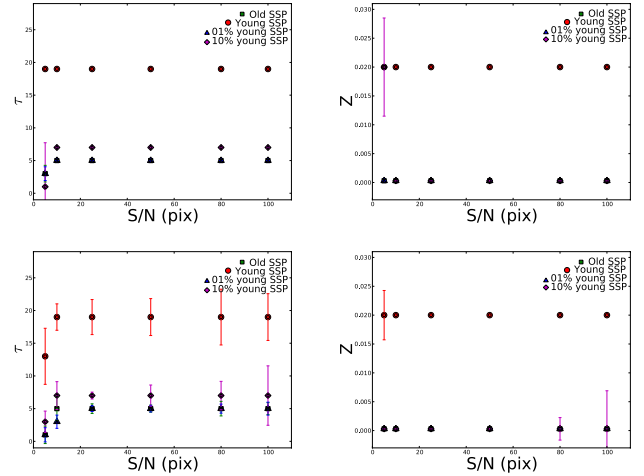 Old SSP
Young SSP
01% young SSP
10% young SSP
τ
25
20
15
10
5
0
0 20 40 60 80 100
S/N (pix)
Old SSP
Young SSP
01% young SSP
10% young SSP
Z
0.030
0.025
0.020
0.015
0.010
0.005
0.000
0 20 40 60 80 100
S/N (pix)
Old SSP
Young SSP
01% young SSP
10% young SSP
τ
25
20
15
10
5
0
0 20 40 60 80 100
S/N (pix)
Old SSP
Young SSP
01% young SSP
10% young SSP
Z
0.030
0.025
0.020
0.015
0.010
0.005
0.000
0 20 40 60 80 100
S/N (pix)